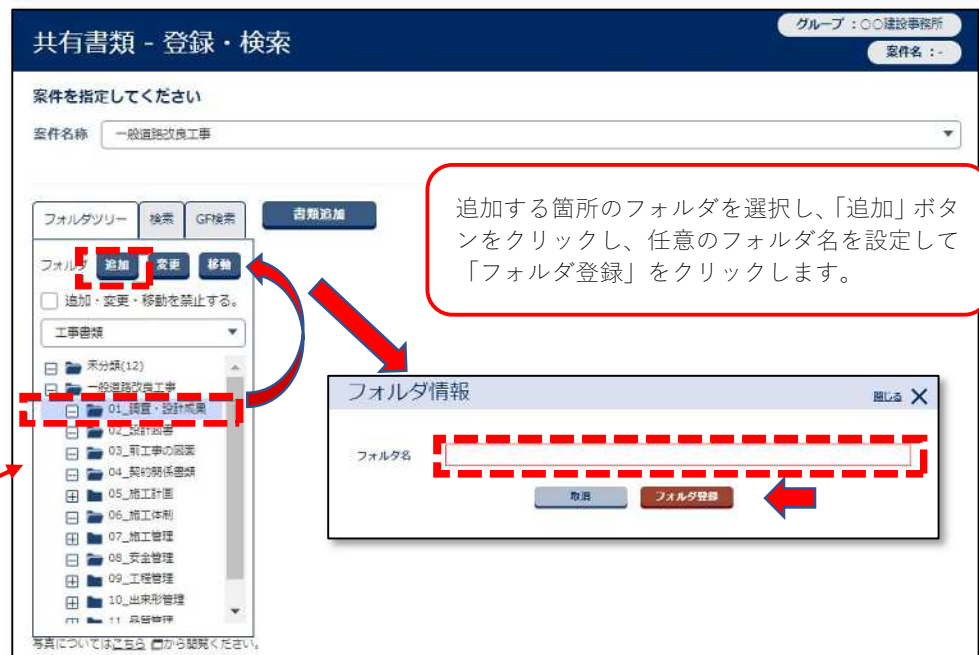 共有書類 - 登録・検索
グループ :〇〇建設事務所
案件名 :-
案件を指定してください
案件名称 一般道路改良工事
フォルダツリー 検索 GF検索 書類追加
追加する箇所のフォルダを選択し、「追加」ボタ
ンをクリックし、任意のフォルダ名を設定して
「フォルダ登録」をクリックします。
フォルダ 追加 変更 移動
追加・変更・移動を禁止する。
工事書類
未分類(12)
一般道路改良工事
01_調査・設計成果
02_設計図書
03_前工事の図面
04_契約関係書類
05_施工計画
06_施工体制
07_施工管理
08_安全管理
09_工程管理
10_出来形管理
11_品質管理
写真についてはこちら から閲覧ください。
フォルダ情報
閉じる
フォルダ名
取消 フォルダ登録